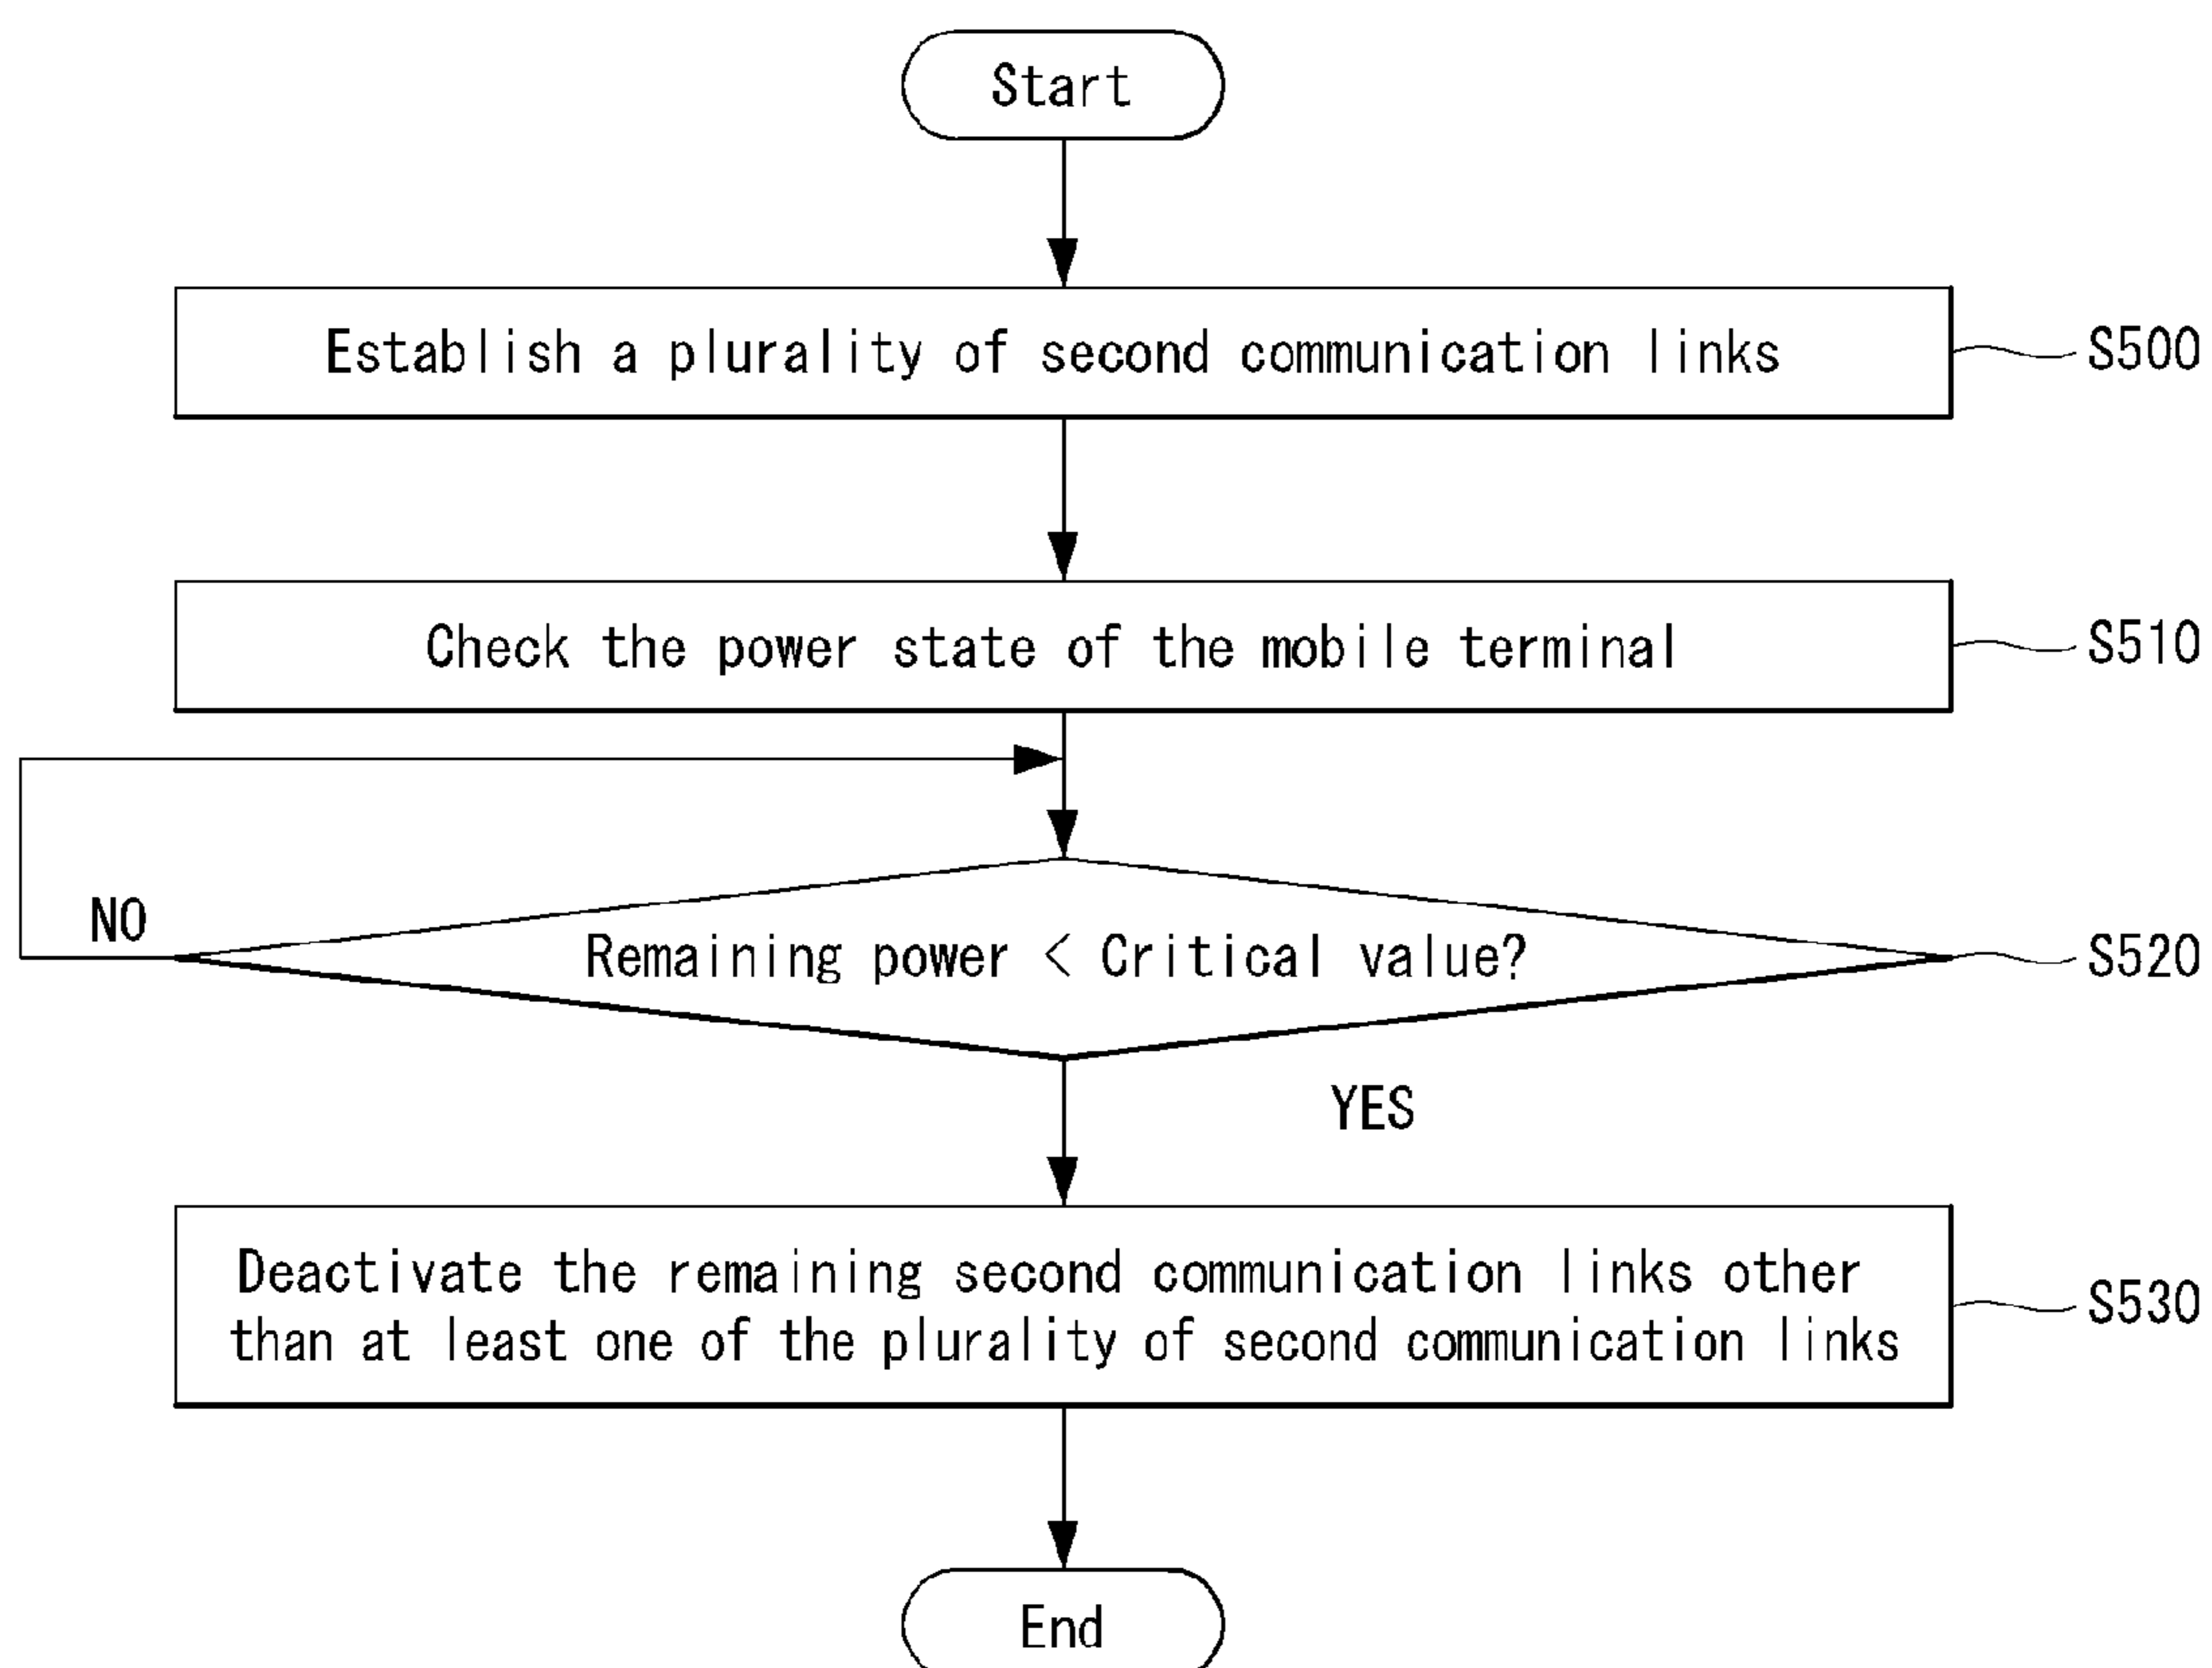 Start
Establish a plurality of second communication links
S500
Check the power state of the mobile terminal
S510
NO
Remaining power < Critical value?
S520
YES
Deactivate the remaining second communication links other
than at least one of the plurality of second communication links
S530
End